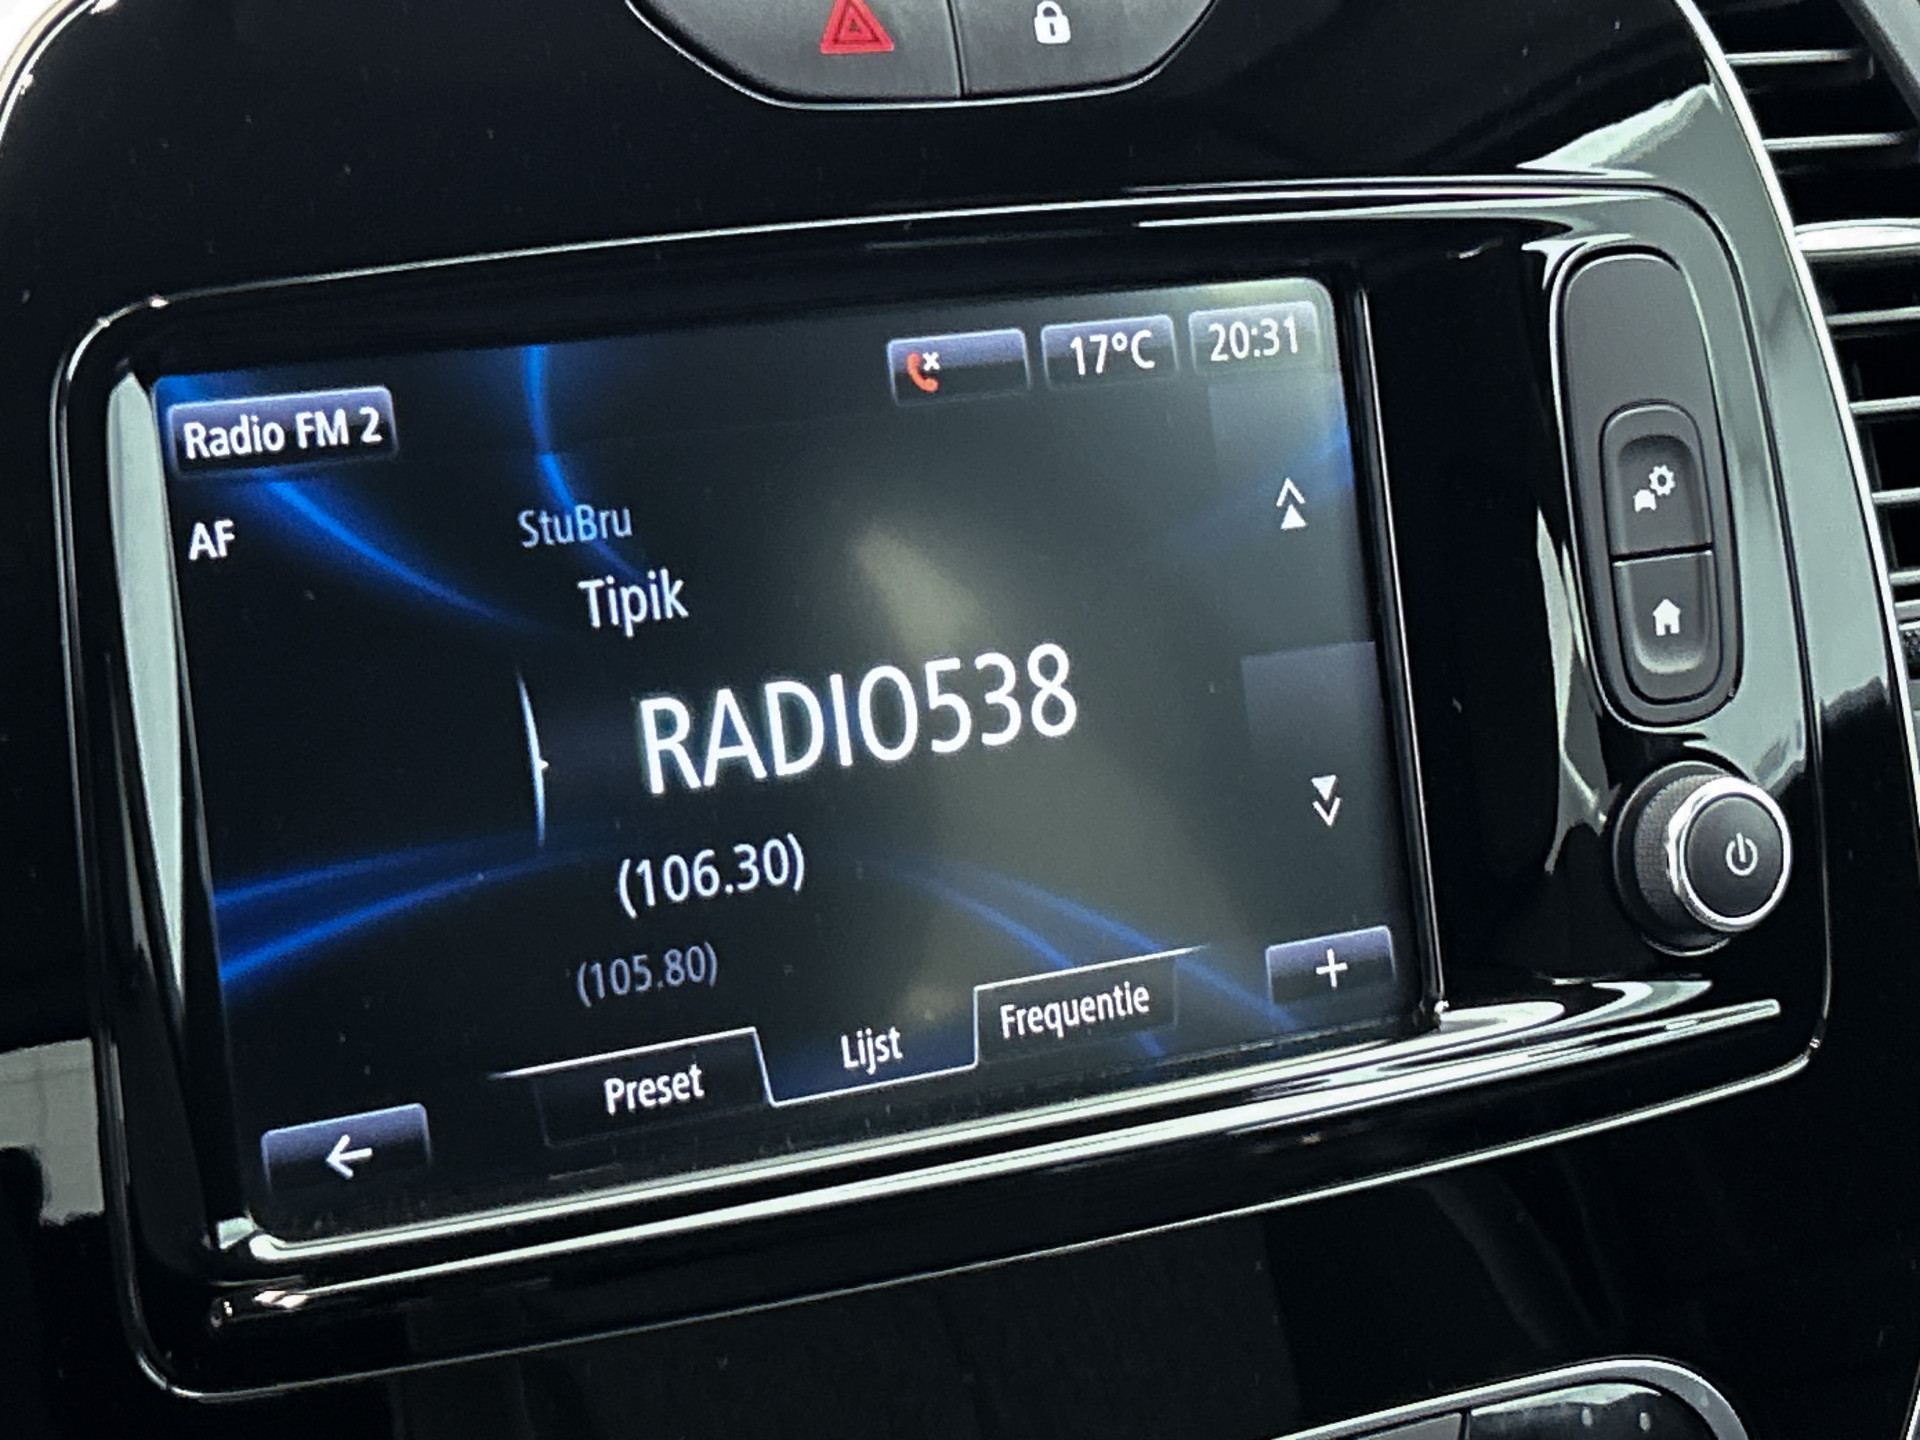 17°C 20:31
Radio FM 2
AF
StuBru
Tipik
RADIO538
(106.30)
(105.80)
Preset Lijst Frequentie +